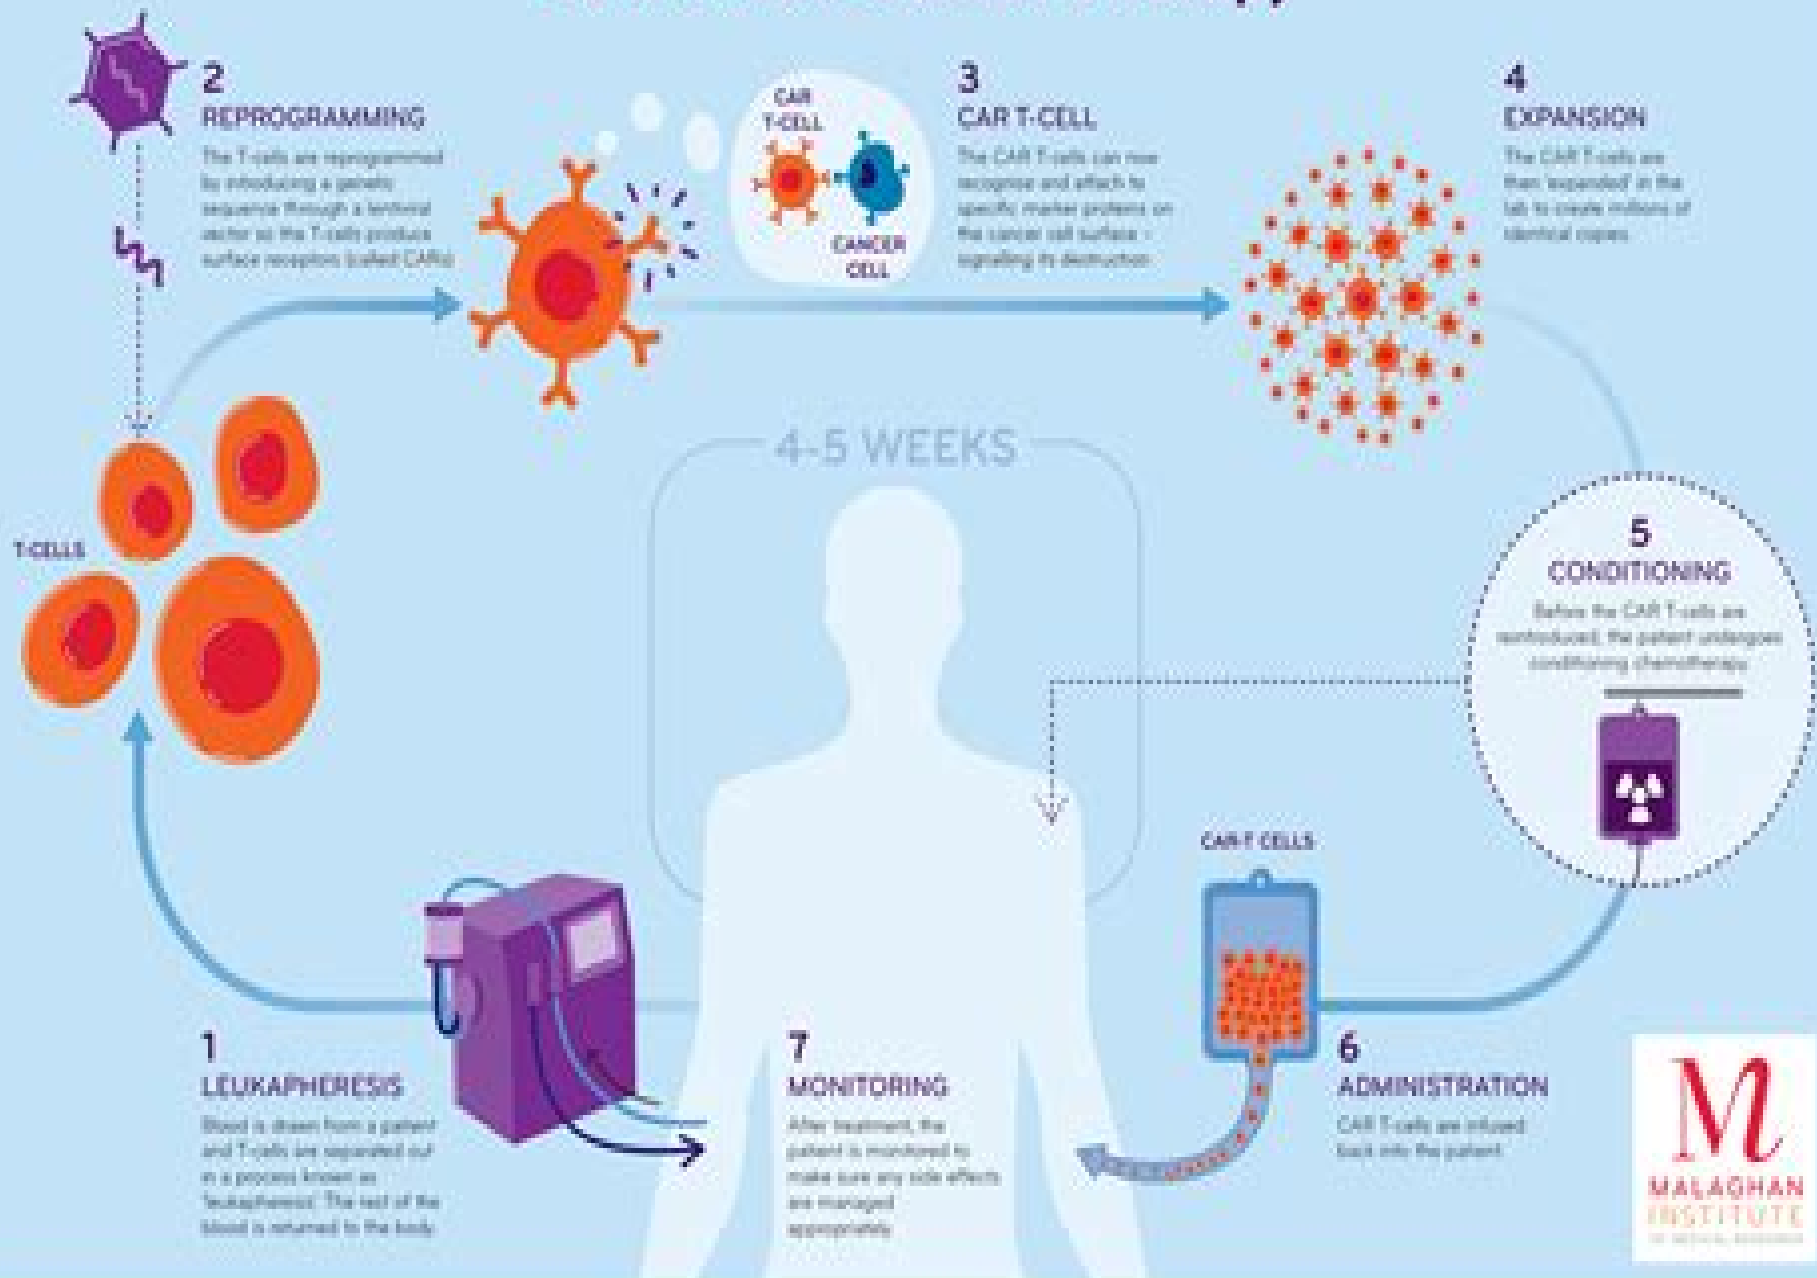 2
REPROGRAMMING
The T-cells are reprogrammed
by introducing a genetic
sequence through a lentiviral
vector so the T-cells produce
surface receptors (called CARs)
CAR
T-CELL
CANCER
CELL
3
CAR T-CELL
The CAR T-cells can now
recognise and attach to
specific marker proteins on
the cancer cell surface -
signalling its destruction
4
EXPANSION
The CAR T-cells are
then 'expanded' in the
lab to create millions of
identical copies.
4-5 WEEKS
T-CELLS
5
CONDITIONING
Before the CAR T-cells are
reintroduced, the patient undergoes
conditioning chemotherapy
CAR-T CELLS
1
LEUKAPHERESIS
Blood is drawn from a patient
and T-cells are separated out
in a process known as
'leukapheresis'. The rest of the
blood is returned to the body.
7
MONITORING
After treatment, the
patient is monitored to
make sure any side effects
are managed
appropriately
6
ADMINISTRATION
CAR T-cells are infused
back into the patient
M
MALAGHAN
INSTITUTE
OF MEDICAL RESEARCH